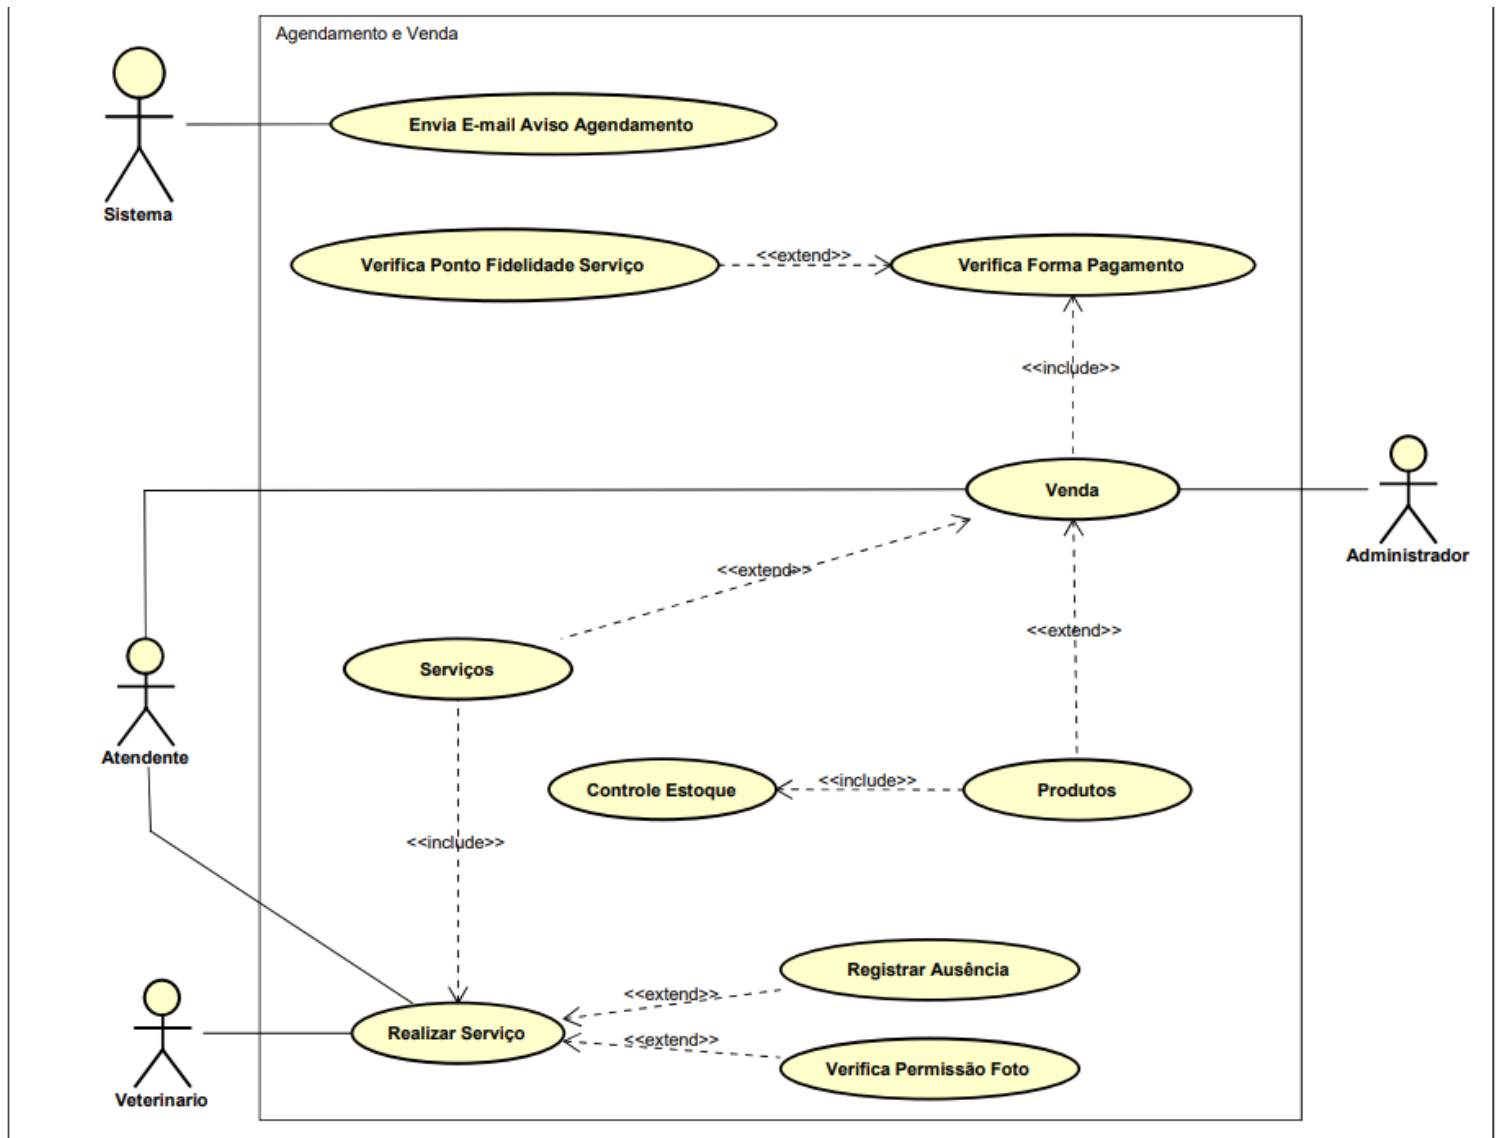 Agendamento e Venda
Envia E-mail Aviso Agendamento
Sistema
Verifica Ponto Fidelidade Serviço
<<extend>>
Verifica Forma Pagamento
<<include>>
Venda
Administrador
<<extend>>
<<extend>>
Serviços
Atendente
Controle Estoque
<<include>>
Produtos
<<include>>
Registrar Ausência
<<extend>>
Realizar Serviço
<<extend>>
Verifica Permissão Foto
Veterinario